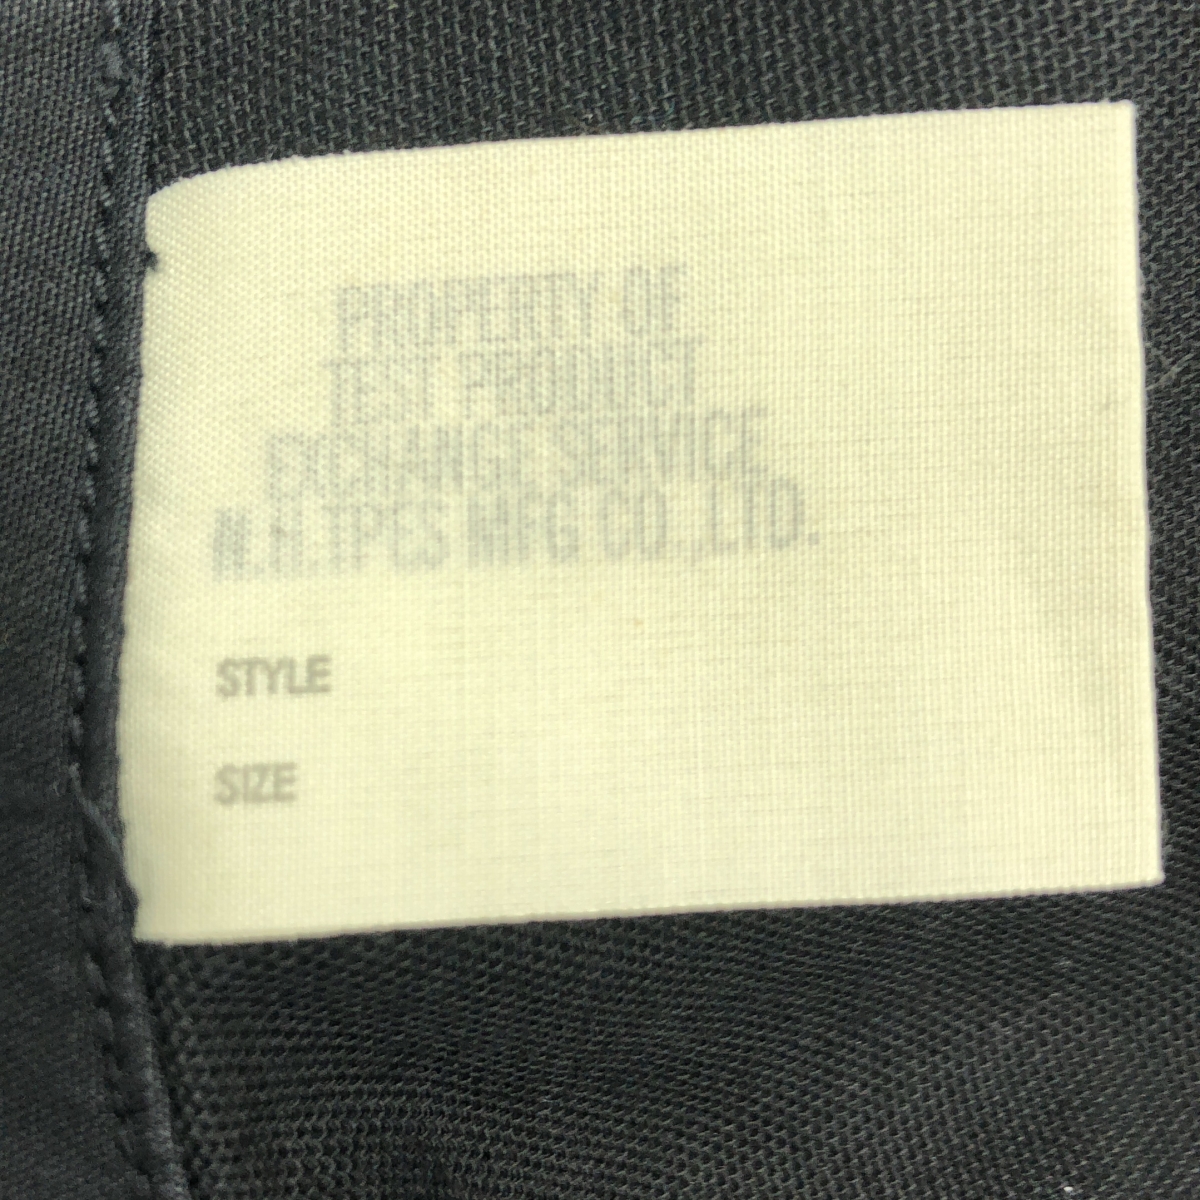 PROPERTY OF
TEST PRODUCT
EXCHANGE SERVICE
N.H.TPES MFG CO.,LTD.
STYLE
SIZE